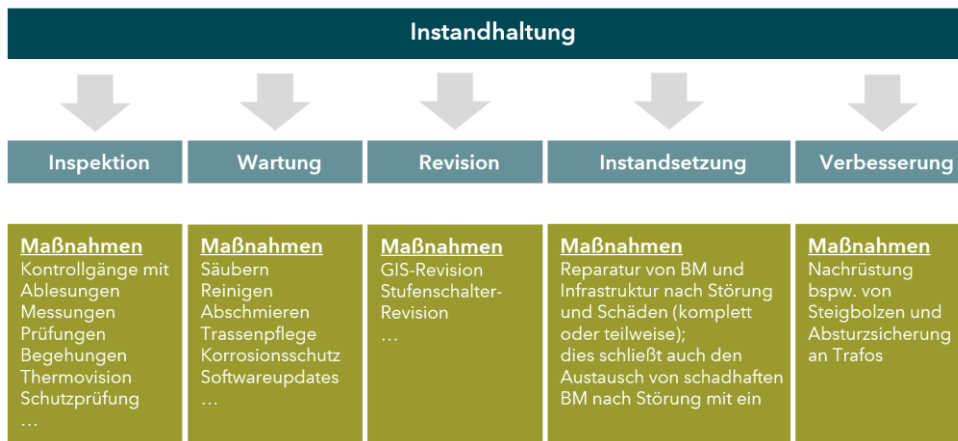 Instandhaltung
Inspektion
Wartung
Revision
Instandsetzung
Verbesserung
Maßnahmen
Kontrollgänge mit
Ablesungen
Messungen
Prüfungen
Begehungen
Thermovision
Schutzprüfung
…
Maßnahmen
Säubern
Reinigen
Abschmieren
Trassenpflege
Korrosionsschutz
Softwareupdates
…
Maßnahmen
GIS-Revision
Stufenschalter-
Revision
…
Maßnahmen
Reparatur von BM und
Infrastruktur nach Störung
und Schäden (komplett
oder teilweise);
dies schließt auch den
Austausch von schadhaften
BM nach Störung mit ein
Maßnahmen
Nachrüstung
bspw. von
Steigbolzen und
Absturzsicherung
an Trafos